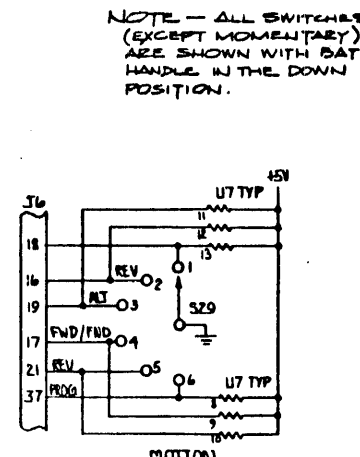 NOTE - ALL SWITCHES
(EXCEPT MOMENTARY)
ARE SHOWN WITH BAT
HANDLE IN THE DOWN
POSITION.
+5V
J6
U7 TYP
11
12
18
13
1
16
REV
2
19
ALT
3
S29
17
FWD/FND
4
21
REV
5
6
U7 TYP
37
PROG
8
9
10
MOTION